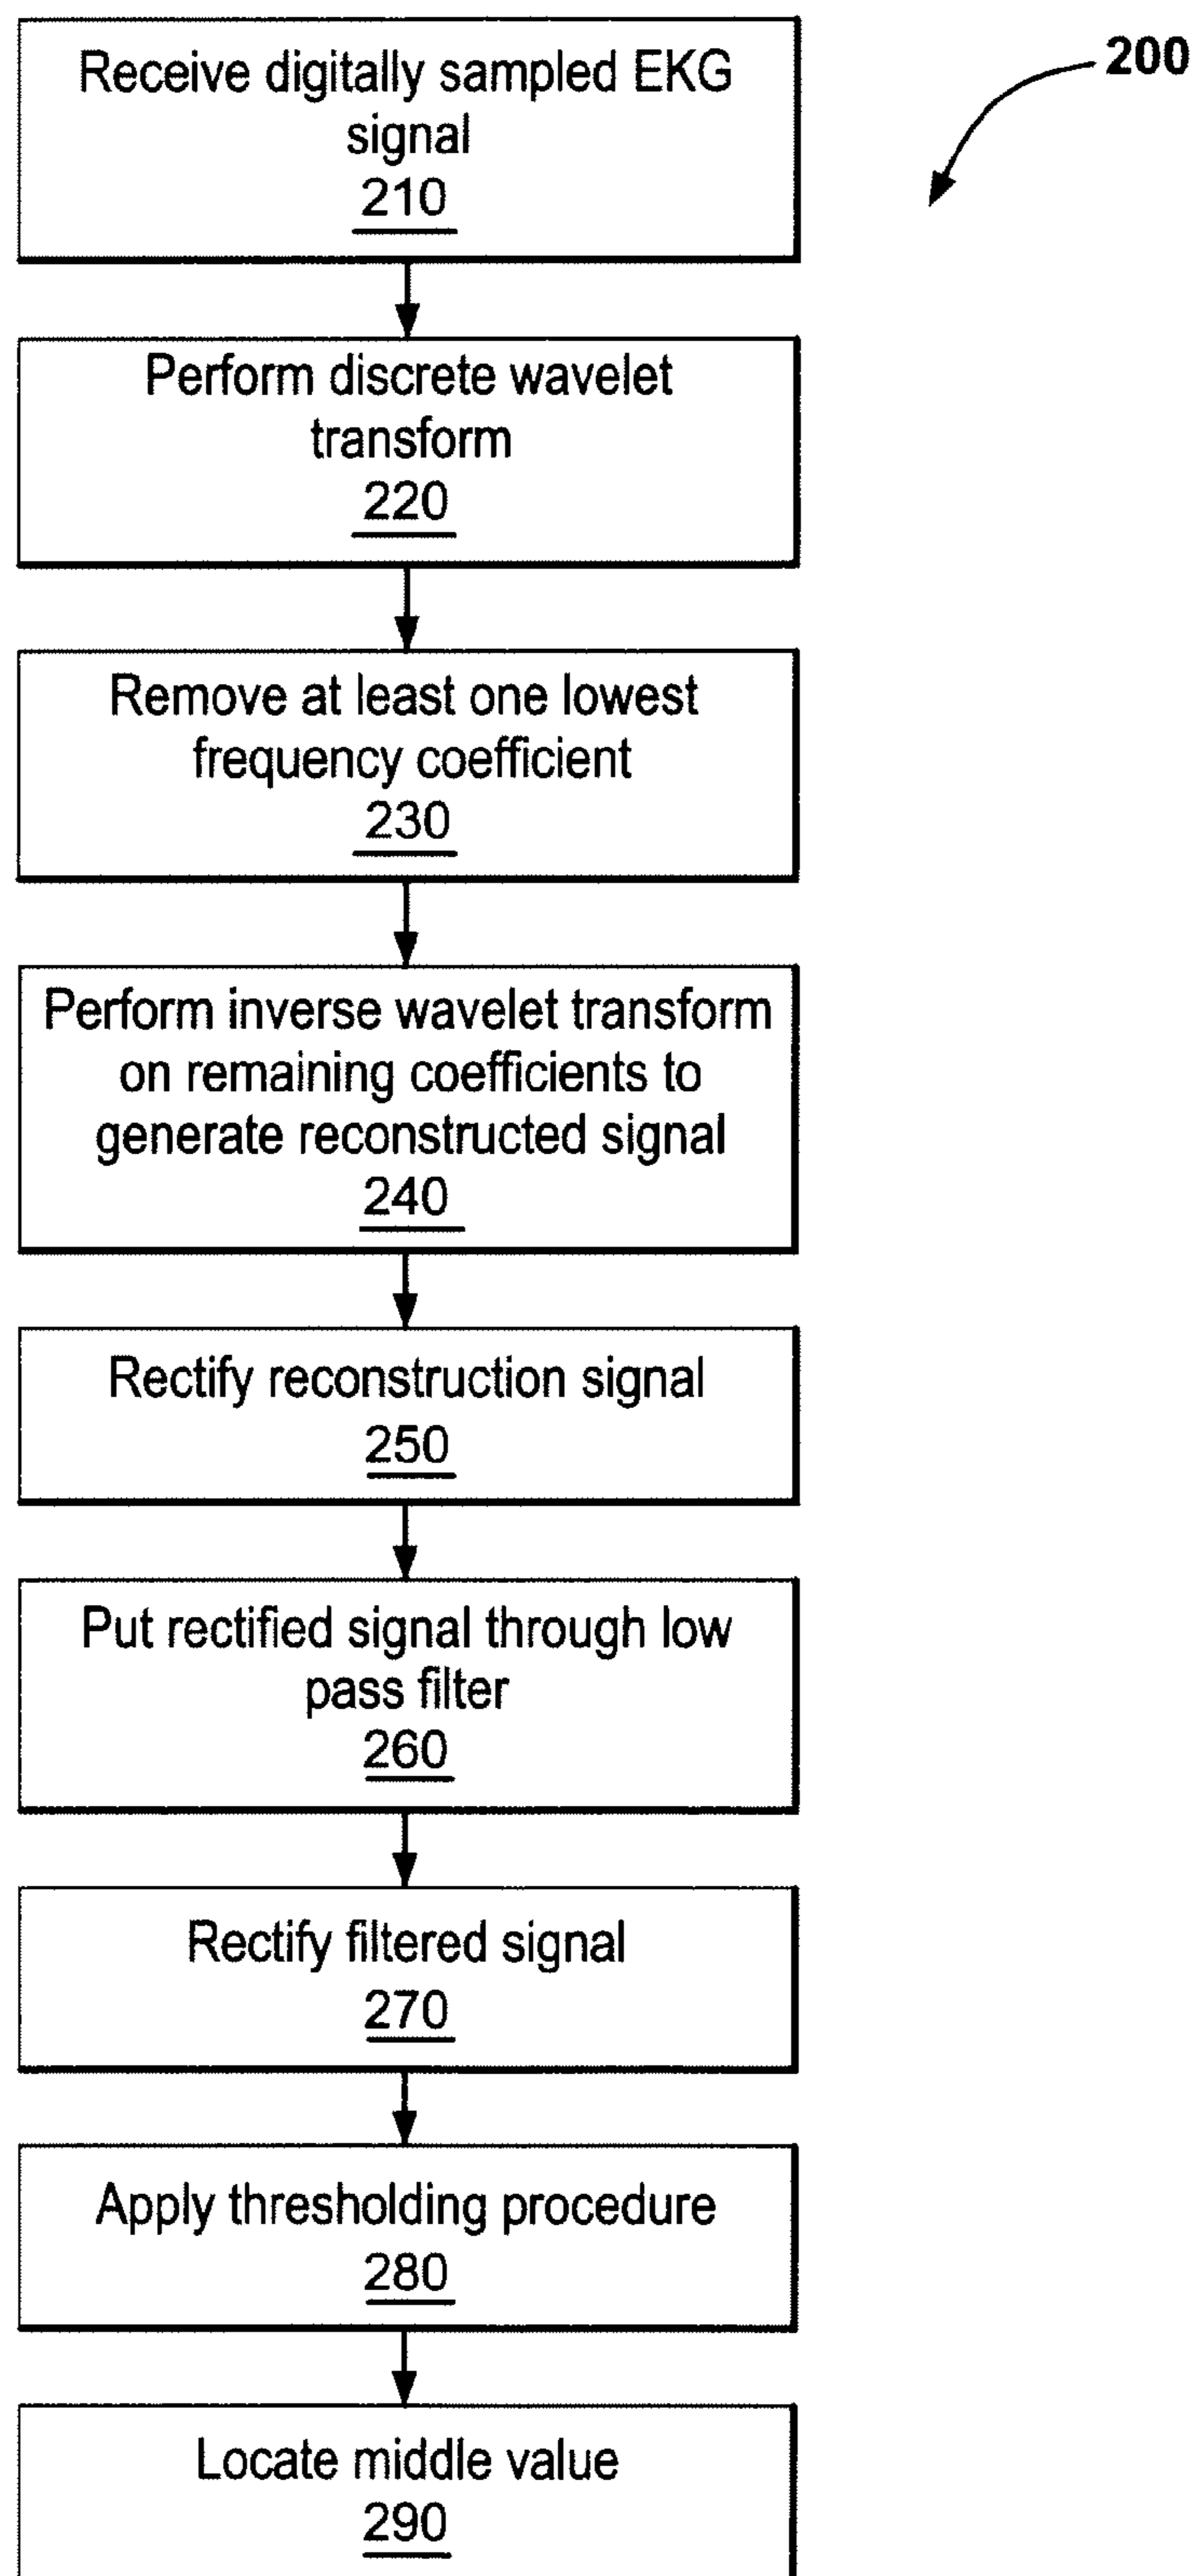 200
Receive digitally sampled EKG
signal
210
Perform discrete wavelet
transform
220
Remove at least one lowest
frequency coefficient
230
Perform inverse wavelet transform
on remaining coefficients to
generate reconstructed signal
240
Rectify reconstruction signal
250
Put rectified signal through low
pass filter
260
Rectify filtered signal
270
Apply thresholding procedure
280
Locate middle value
290